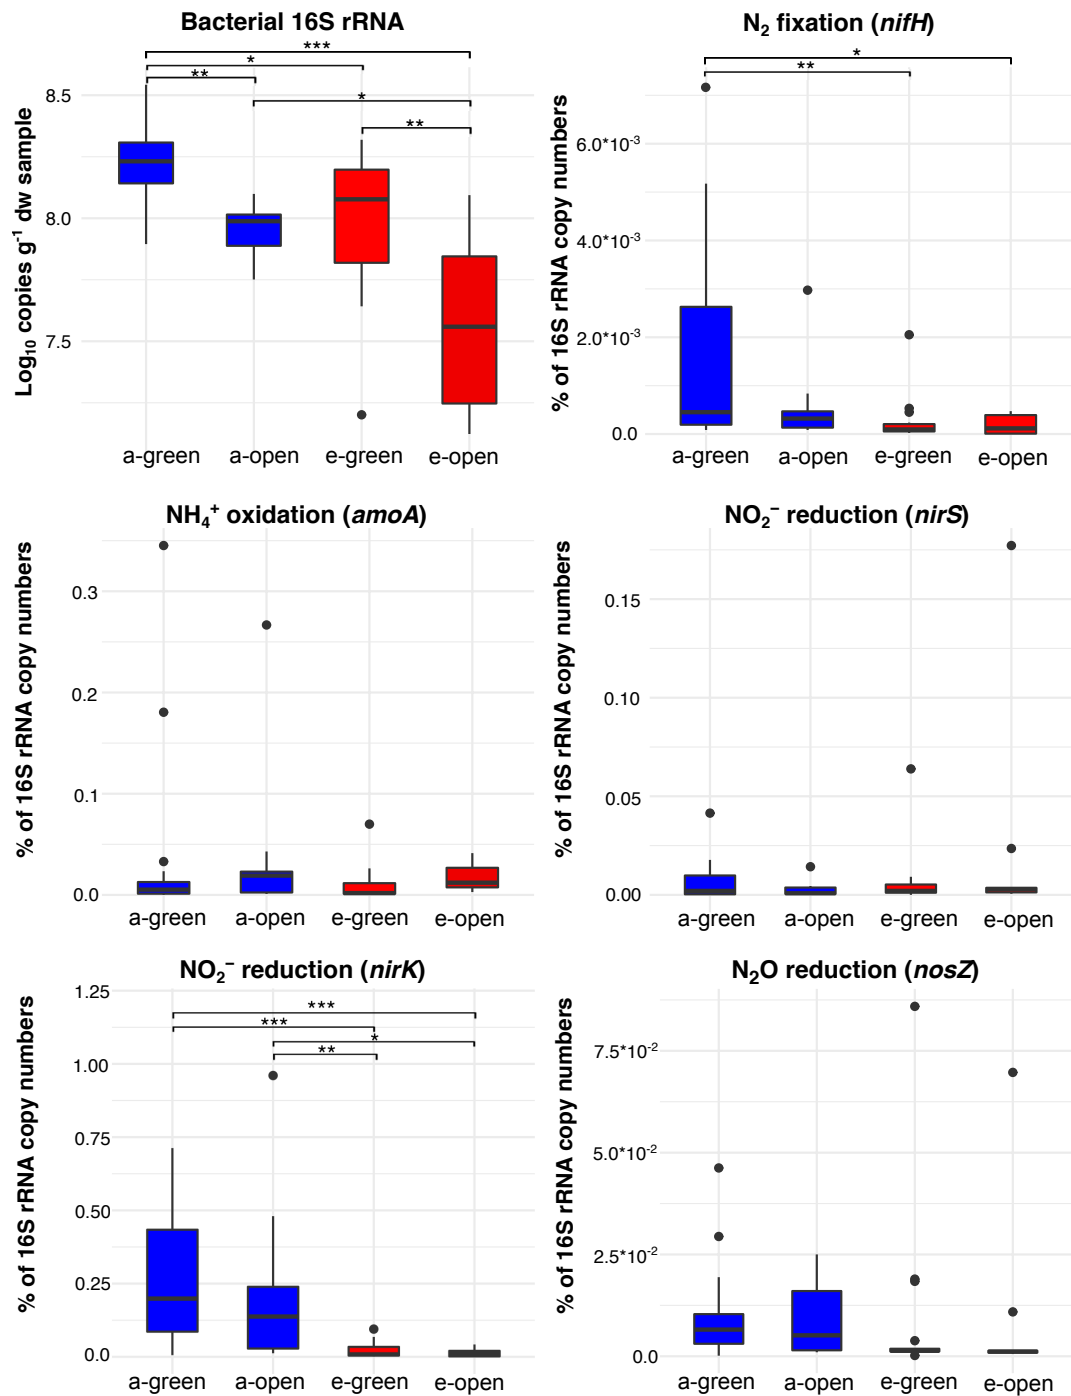 Bacterial 16S rRNA
Log₁₀ copies g⁻¹ dw sample
***
*
**
*
**
8.5
8.0
7.5
a-green a-open e-green e-open
N₂ fixation (nifH)
% of 16S rRNA copy numbers
*
**
6.0*10⁻³
4.0*10⁻³
2.0*10⁻³
0.0
a-green a-open e-green e-open
NH₄⁺ oxidation (amoA)
% of 16S rRNA copy numbers
0.3
0.2
0.1
0.0
a-green a-open e-green e-open
NO₂⁻ reduction (nirS)
% of 16S rRNA copy numbers
0.15
0.10
0.05
0.00
a-green a-open e-green e-open
NO₂⁻ reduction (nirK)
% of 16S rRNA copy numbers
1.25
***
***
*
**
1.00
0.75
0.50
0.25
0.0
a-green a-open e-green e-open
N₂O reduction (nosZ)
% of 16S rRNA copy numbers
7.5*10⁻²
5.0*10⁻²
2.5*10⁻²
0.0
a-green a-open e-green e-open